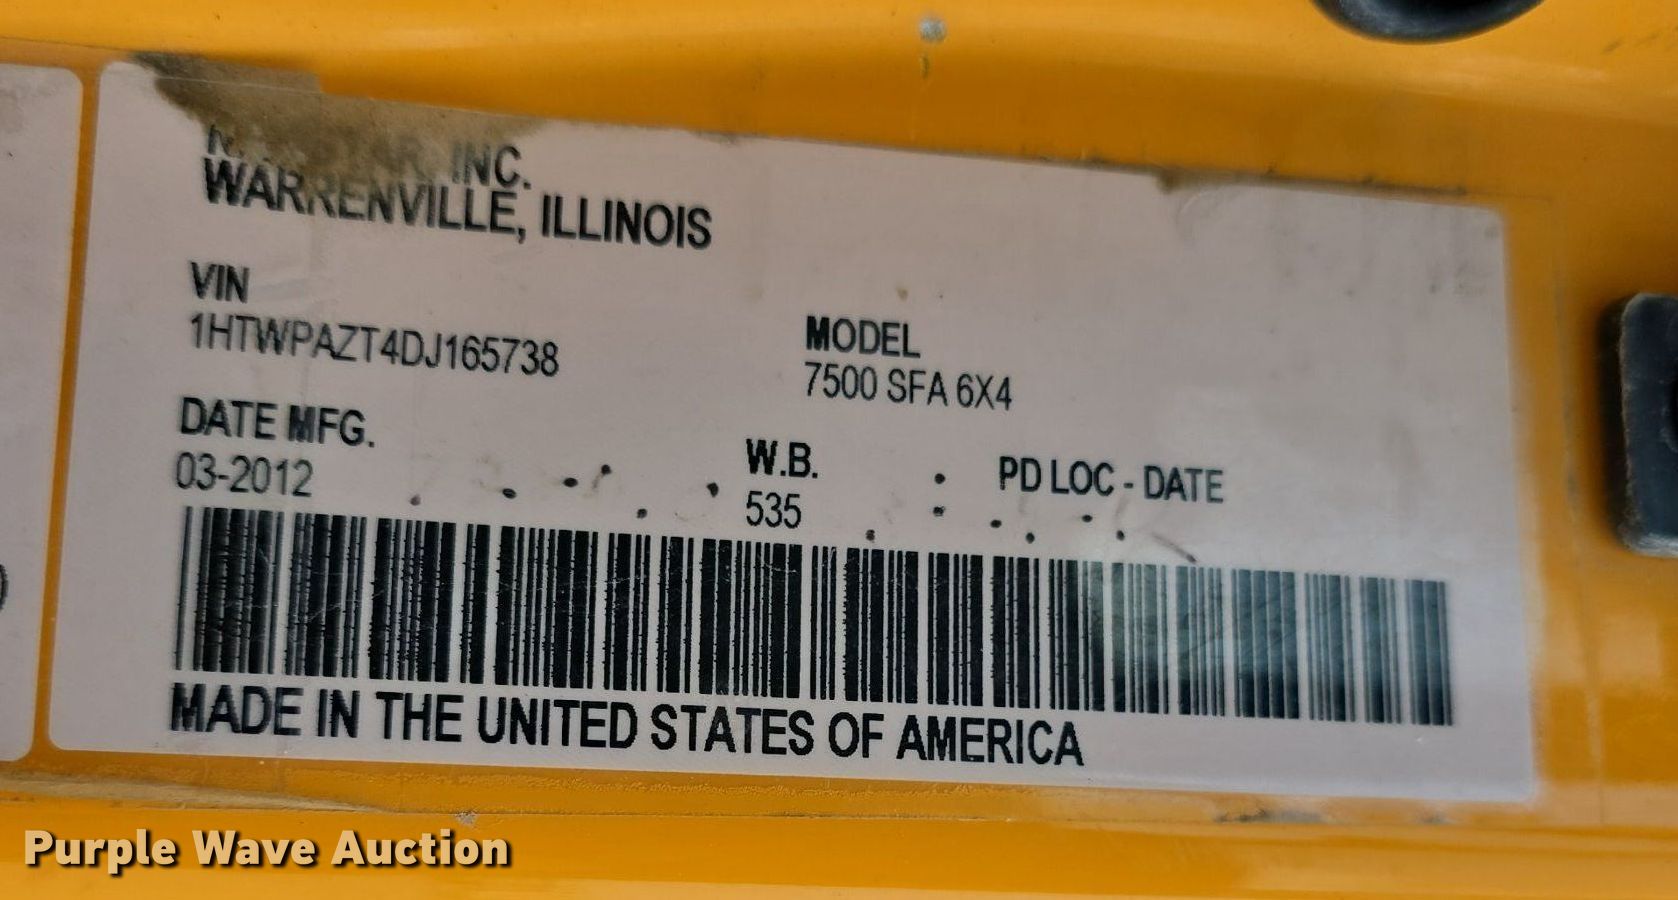 INC.
WARRENVILLE, ILLINOIS
VIN
1HTWPAZT4DJ165738
MODEL
7500 SFA 6X4
DATE MFG.
03-2012
W.B.
535
PD LOC - DATE
MADE IN THE UNITED STATES OF AMERICA
Purple Wave Auction